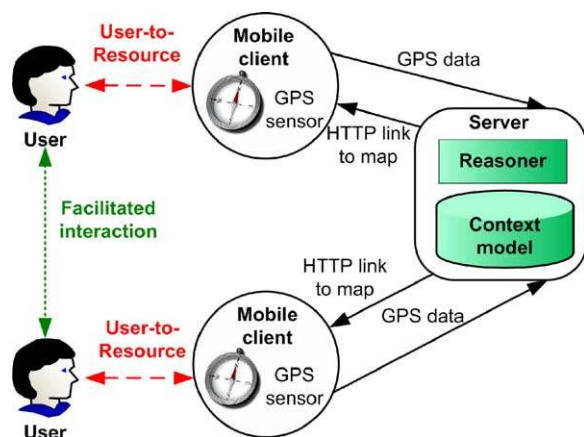 User-to-
Resource
Mobile
client
GPS
sensor
GPS data
User
HTTP link
to map
Server
Reasoner
Context
model
Facilitated
interaction
HTTP link
to map
GPS data
User-to-
Resource
Mobile
client
GPS
sensor
User